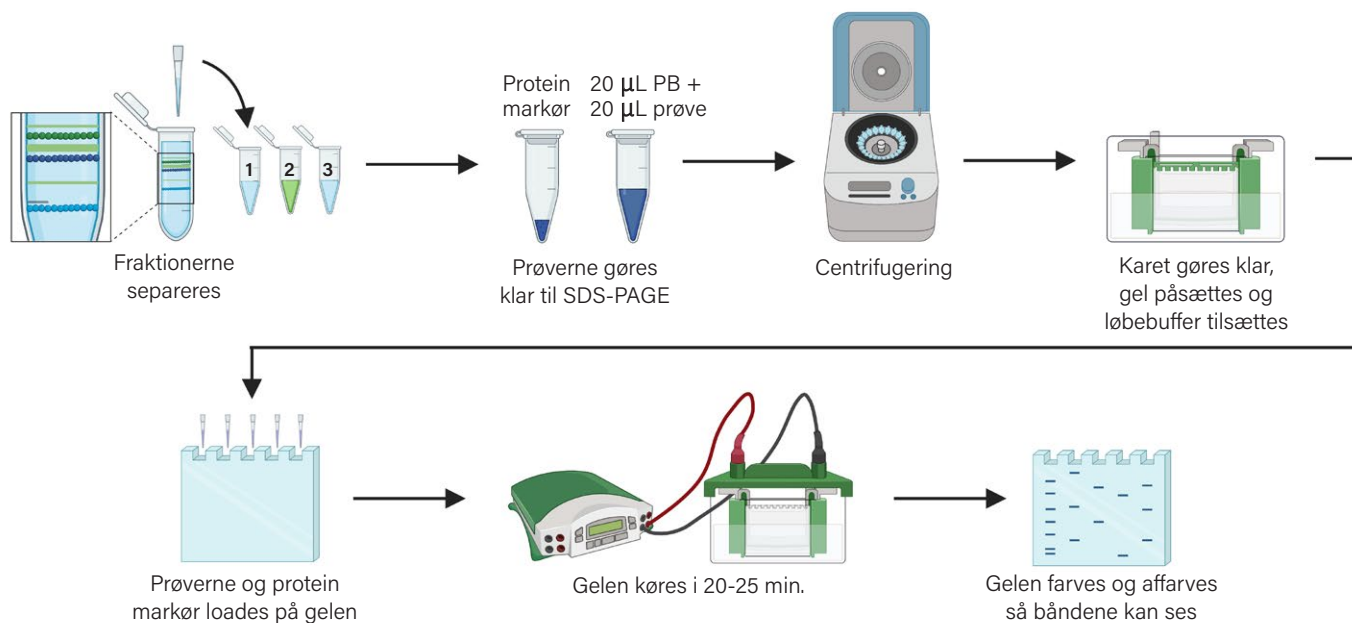 Protein
markør
20 μL PB +
20 μL prøve
1
2
3
Fraktionerne
separeres
Prøverne gøres
klar til SDS-PAGE
Centrifugering
Karet gøres klar,
gel påsættes og
løbebuffer tilsættes
Prøverne og protein
markør loades på gelen
Gelen køres i 20-25 min.
Gelen farves og affarves
så båndene kan ses